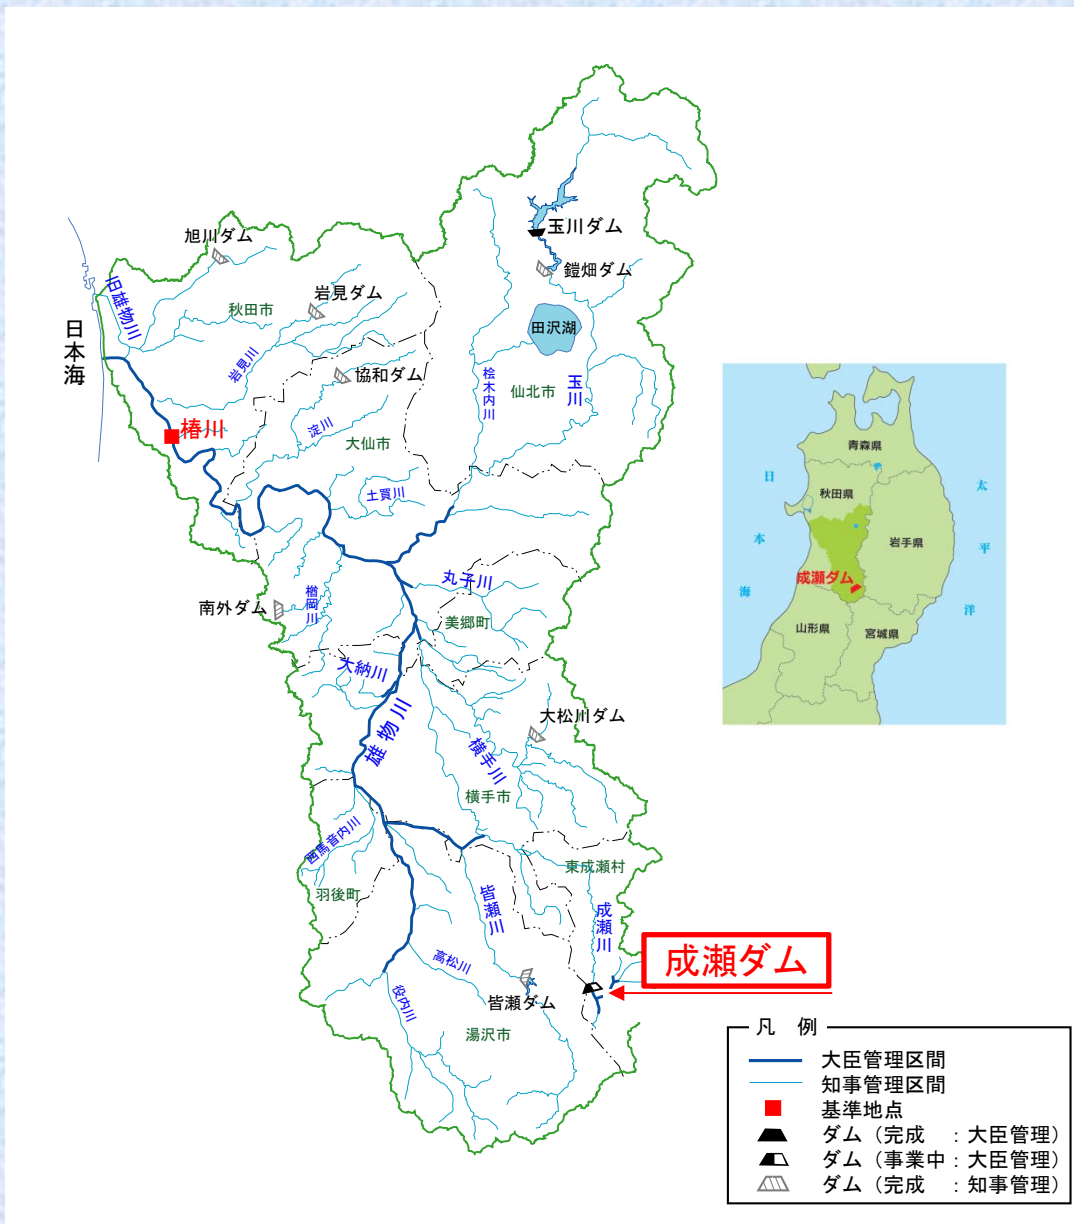 玉川ダム
旭川ダム
鎧畑ダム
旧雄物川
岩見ダム
秋田市
日本海
田沢湖
岩見川
協和ダム
桧木内川
玉川
仙北市
椿川
淀川
大仙市
土買川
丸子川
南外ダム
楢岡川
美郷町
大納川
雄物川
大松川ダム
横手川
横手市
西馬音内川
東成瀬村
羽後町
皆瀬川
成瀬川
成瀬ダム
高松川
役内川
皆瀬ダム
湯沢市
青森県
秋田県
日本海
太平洋
岩手県
成瀬ダム
山形県
宮城県
凡 例
大臣管理区間
知事管理区間
基準地点
ダム（完成 ：大臣管理）
ダム（事業中：大臣管理）
ダム（完成 ：知事管理）